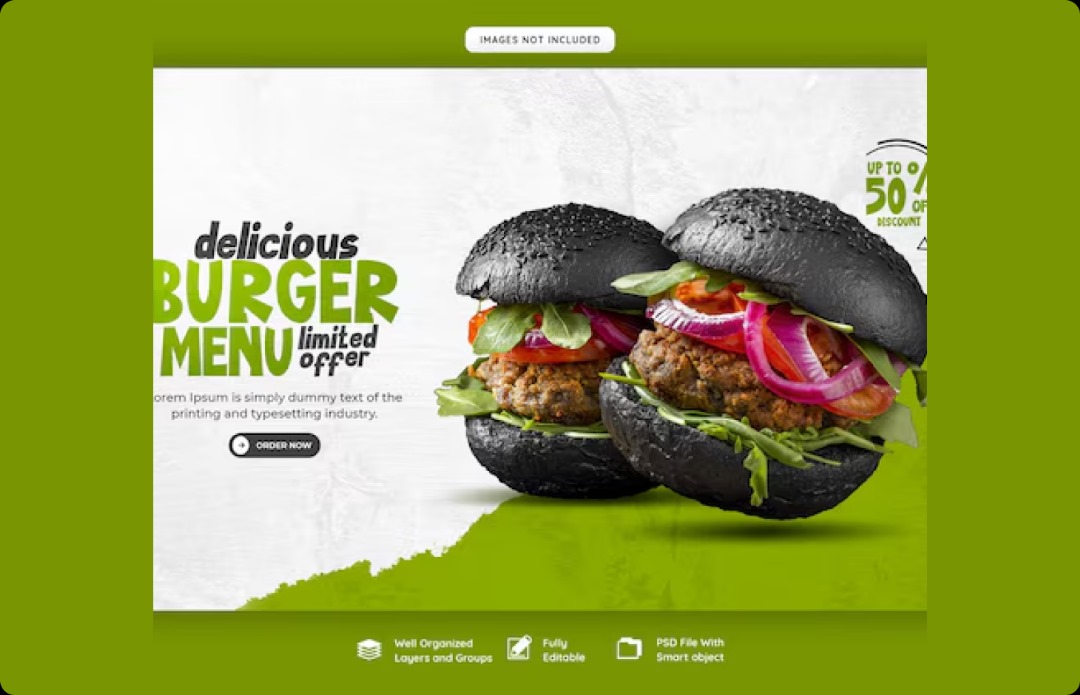 IMAGES NOT INCLUDED
UP TO
50 %
OF
DISCOUNT
delicious
BURGER
MENU limited
offer
orem Ipsum is simply dummy text of the
printing and typesetting industry.
ORDER NOW
Well Organized
Layers and Groups
Fully
Editable
PSD File With
Smart object